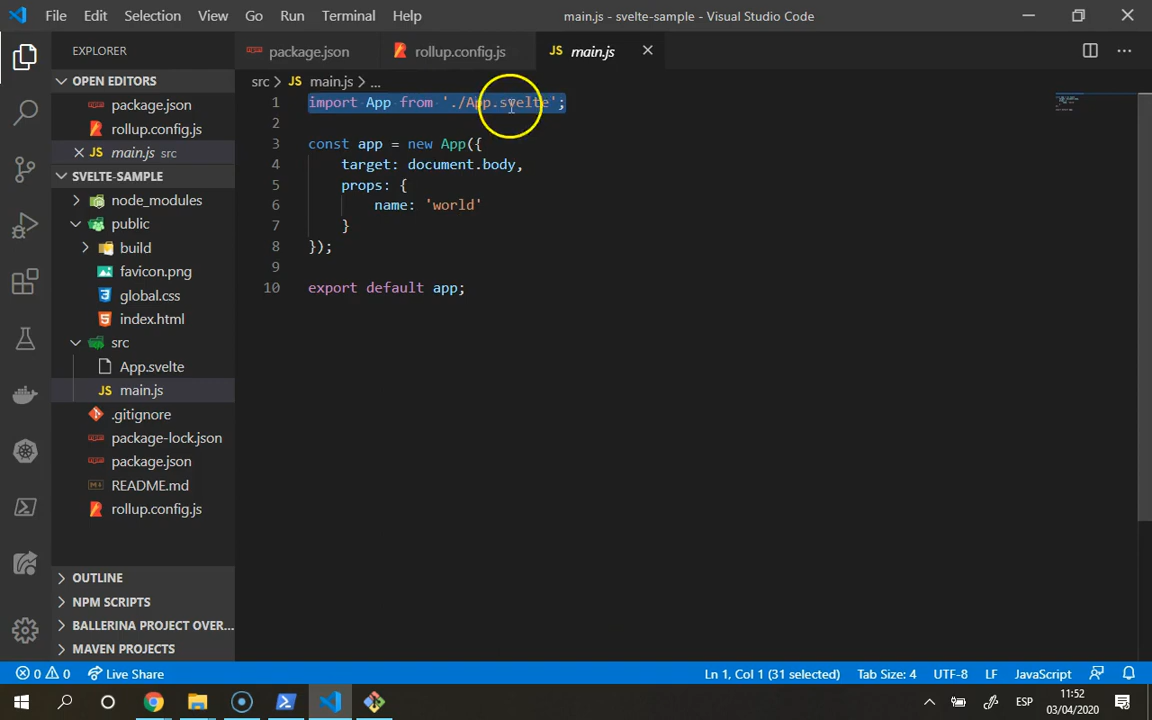 File Edit Selection View Go Run Terminal Help main.js - svelte-sample - Visual Studio Code
EXPLORER
package.json
rollup.config.js
JS main.js
OPEN EDITORS
package.json
rollup.config.js
JS main.js src
SVELTE-SAMPLE
node_modules
public
build
favicon.png
global.css
index.html
src
App.svelte
JS main.js
.gitignore
package-lock.json
package.json
README.md
rollup.config.js
OUTLINE
NPM SCRIPTS
BALLERINA PROJECT OVER...
MAVEN PROJECTS
src > JS main.js > ...
1 import App from './App.svelte';
2
3 const app = new App({
4 target: document.body,
5 props: {
6 name: 'world'
7 }
8 });
9
10 export default app;
0 0 Live Share Ln 1, Col 1 (31 selected) Tab Size: 4 UTF-8 LF JavaScript
ESP 11:52
03/04/2020